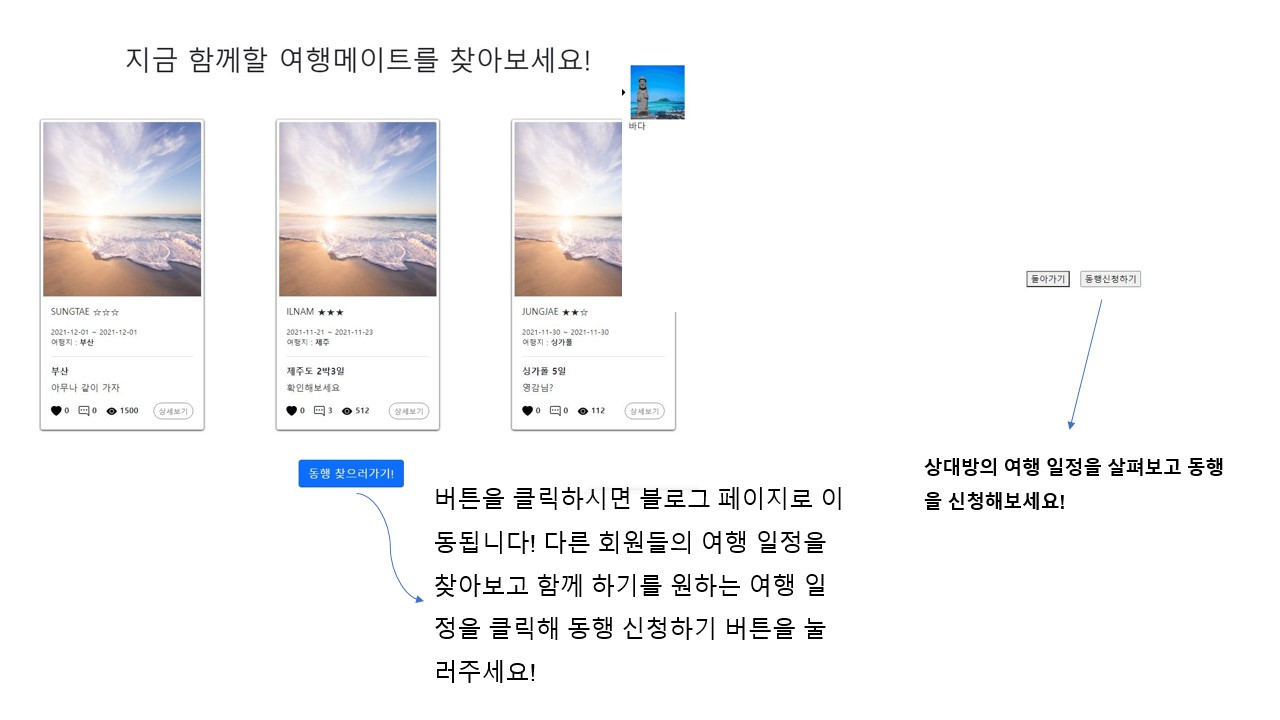 지금 함께할 여행메이트를 찾아보세요!
바다
SUNGTAE ☆☆☆
2021-12-01 ~ 2021-12-01
여행지 : 부산
부산
아무나 같이 가자
0 0 1500 상세보기
ILNAM ★★★
2021-11-21 ~ 2021-11-23
여행지 : 제주
제주도 2박3일
확인해보세요
0 3 512 상세보기
JUNGJAE ★★☆
2021-11-30 ~ 2021-11-30
여행지 : 싱가폴
싱가폴 5일
영감님?
0 0 112 상세보기
동행 찾으러가기!
버튼을 클릭하시면 블로그 페이지로 이
동됩니다! 다른 회원들의 여행 일정을
찾아보고 함께 하기를 원하는 여행 일
정을 클릭해 동행 신청하기 버튼을 눌
러주세요!
돌아가기 동행신청하기
상대방의 여행 일정을 살펴보고 동행
을 신청해보세요!